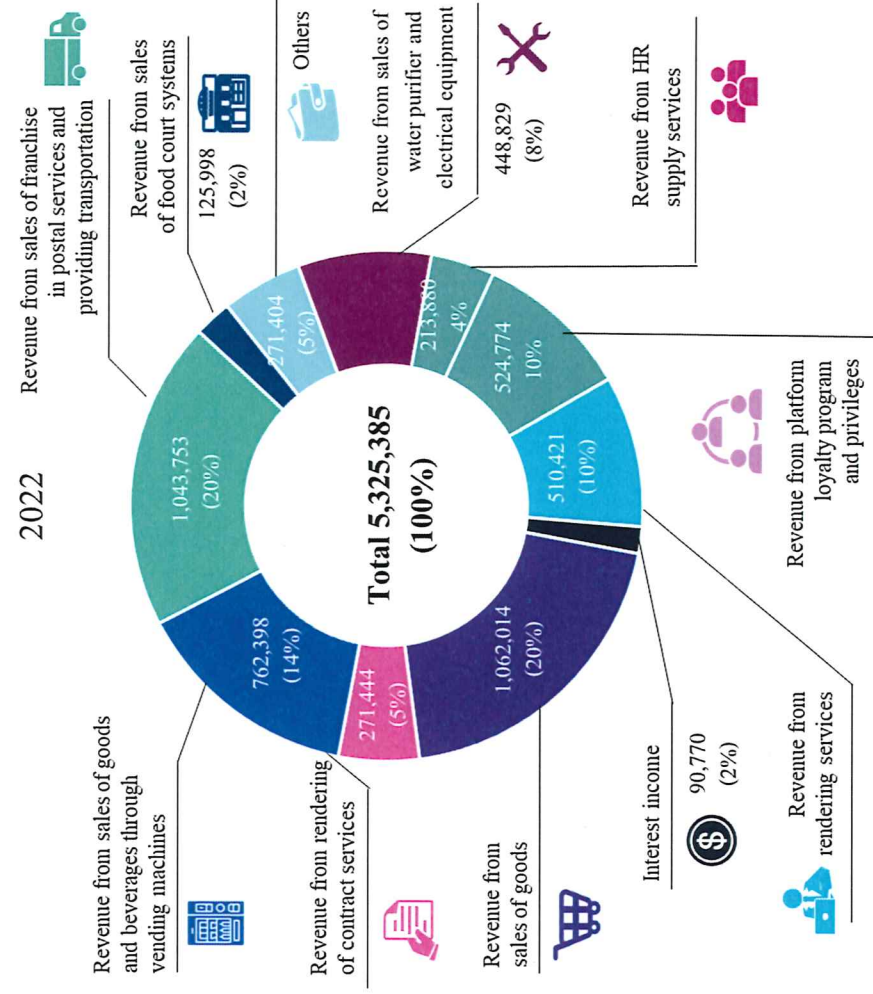 2022
Revenue from sales of franchise
in postal services and
providing transportation
1,043,753
(20%)
Revenue from sales
of food court systems
125,998
(2%)
Others
271,404
(5%)
Revenue from sales of
water purifier and
electrical equipment
448,829
(8%)
Revenue from HR
supply services
213,880
4%
Revenue from platform
loyalty program
and privileges
524,774
10%
Revenue from
rendering services
510,421
(10%)
Interest income
90,770
(2%)
$
Revenue from
sales of goods
1,062,014
(20%)
Revenue from rendering
of contract services
271,444
(5%)
Revenue from sales of goods
and beverages through
vending machines
762,398
(14%)
Total 5,325,385
(100%)